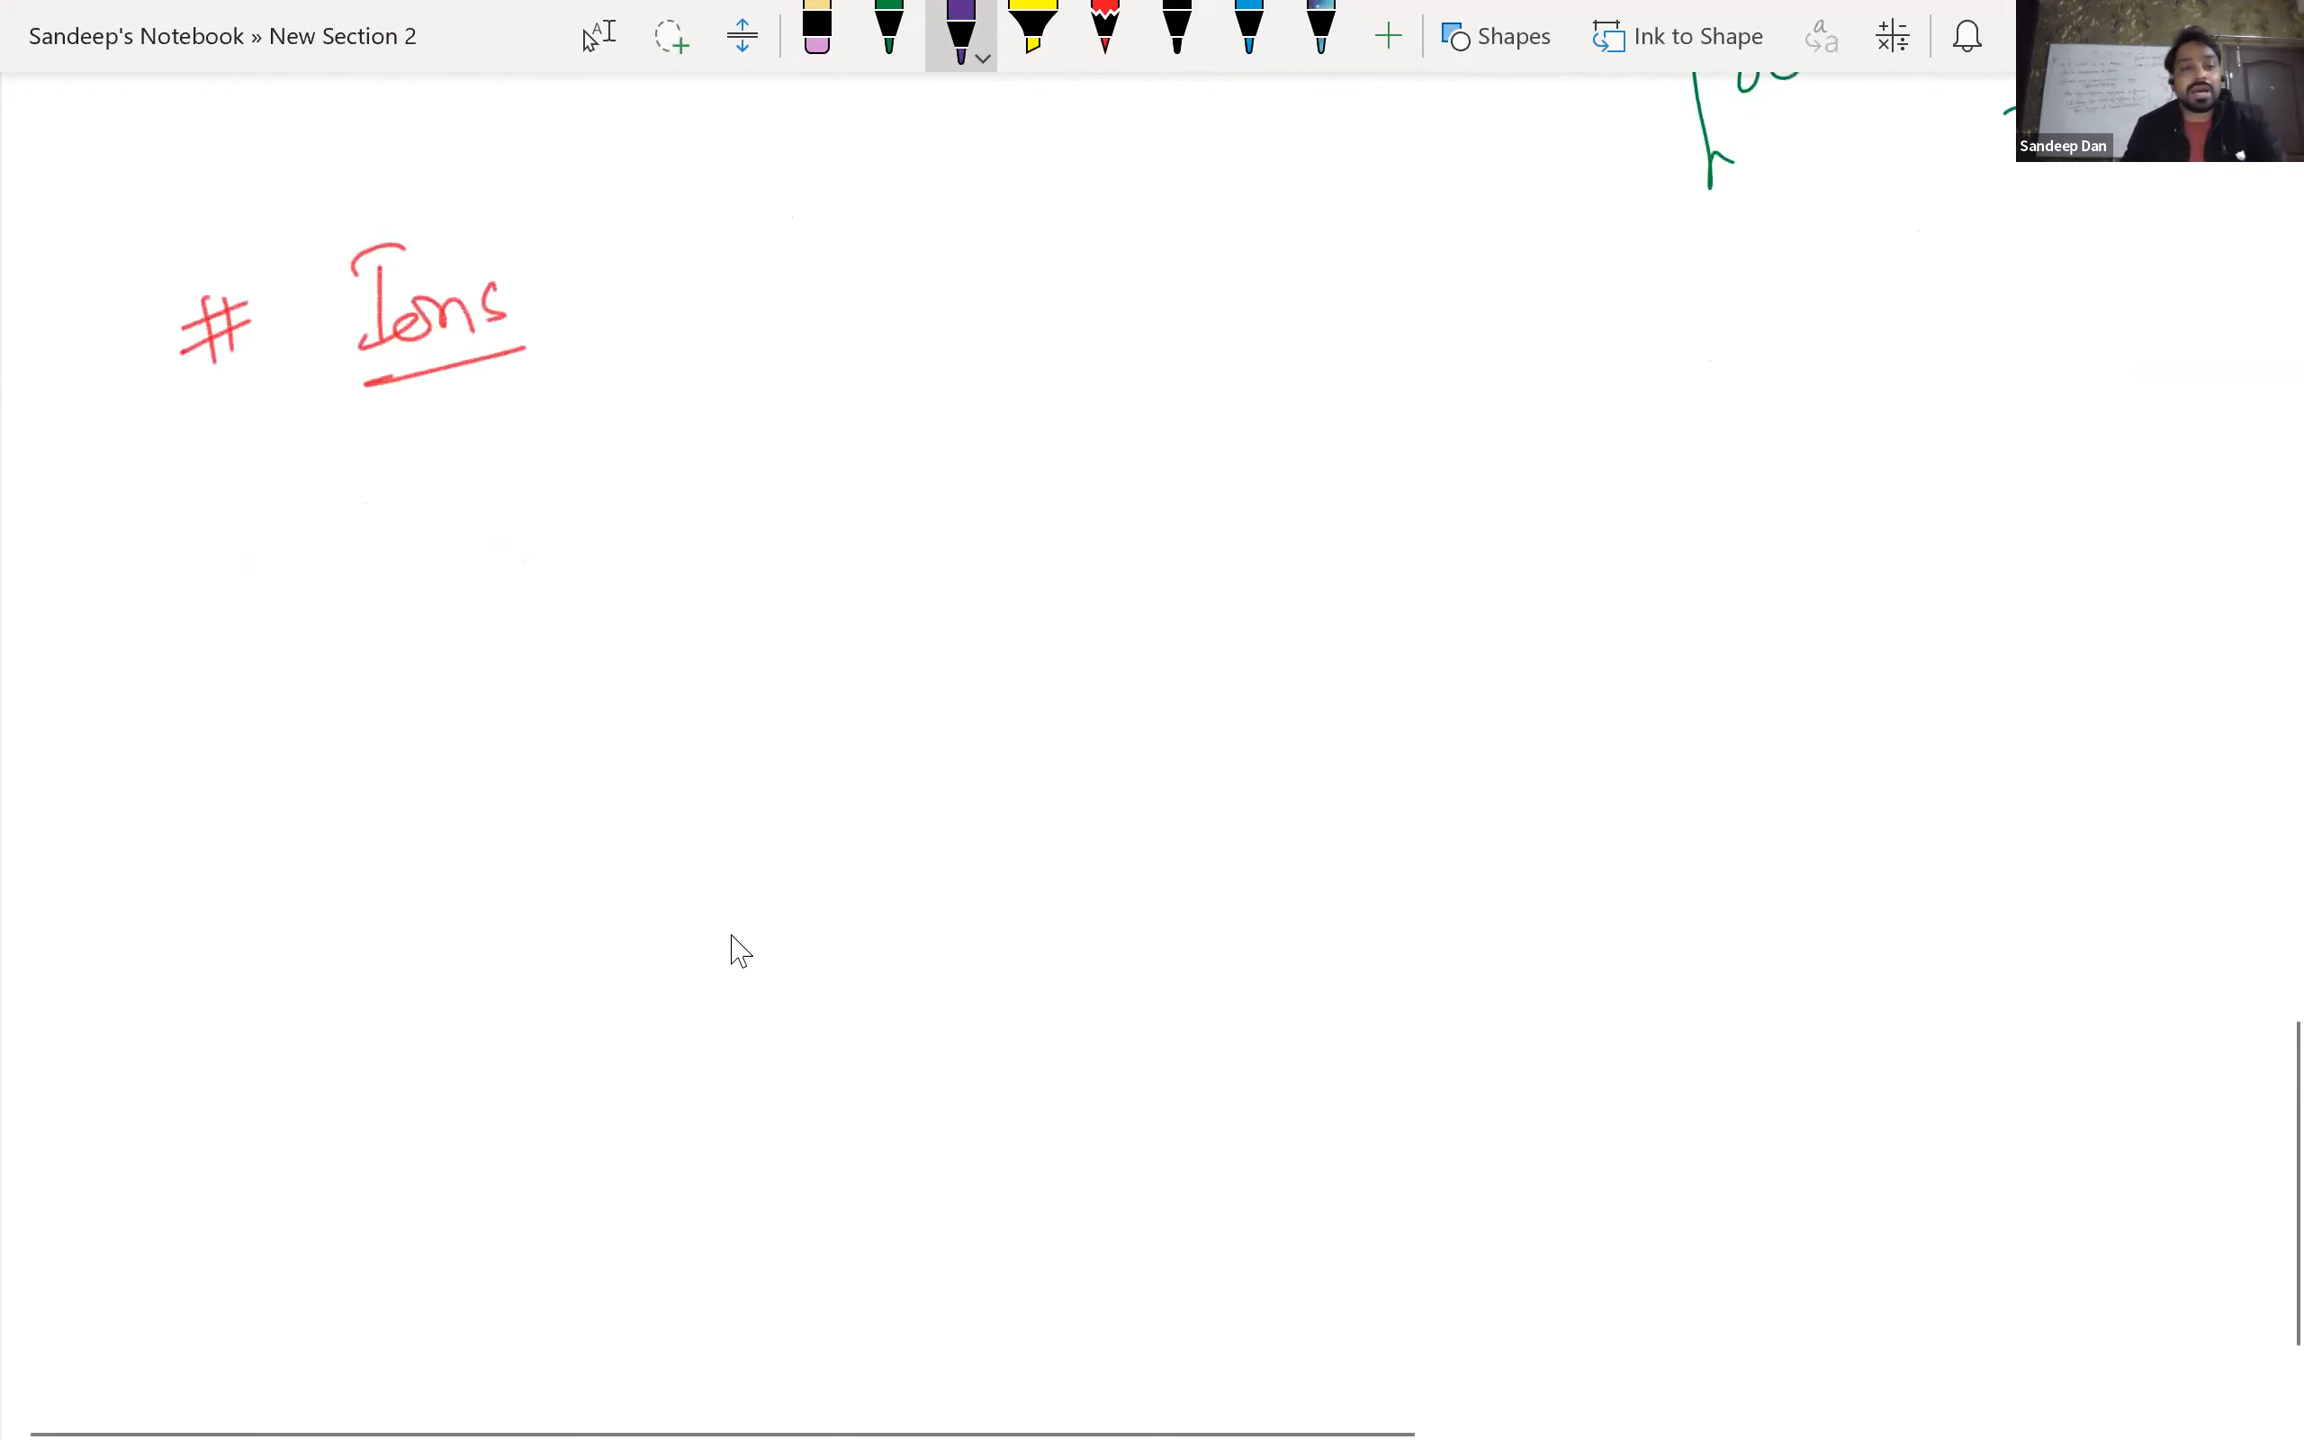 Sandeep's Notebook » New Section 2
Shapes
Ink to Shape
Sandeep Dan
# Ions